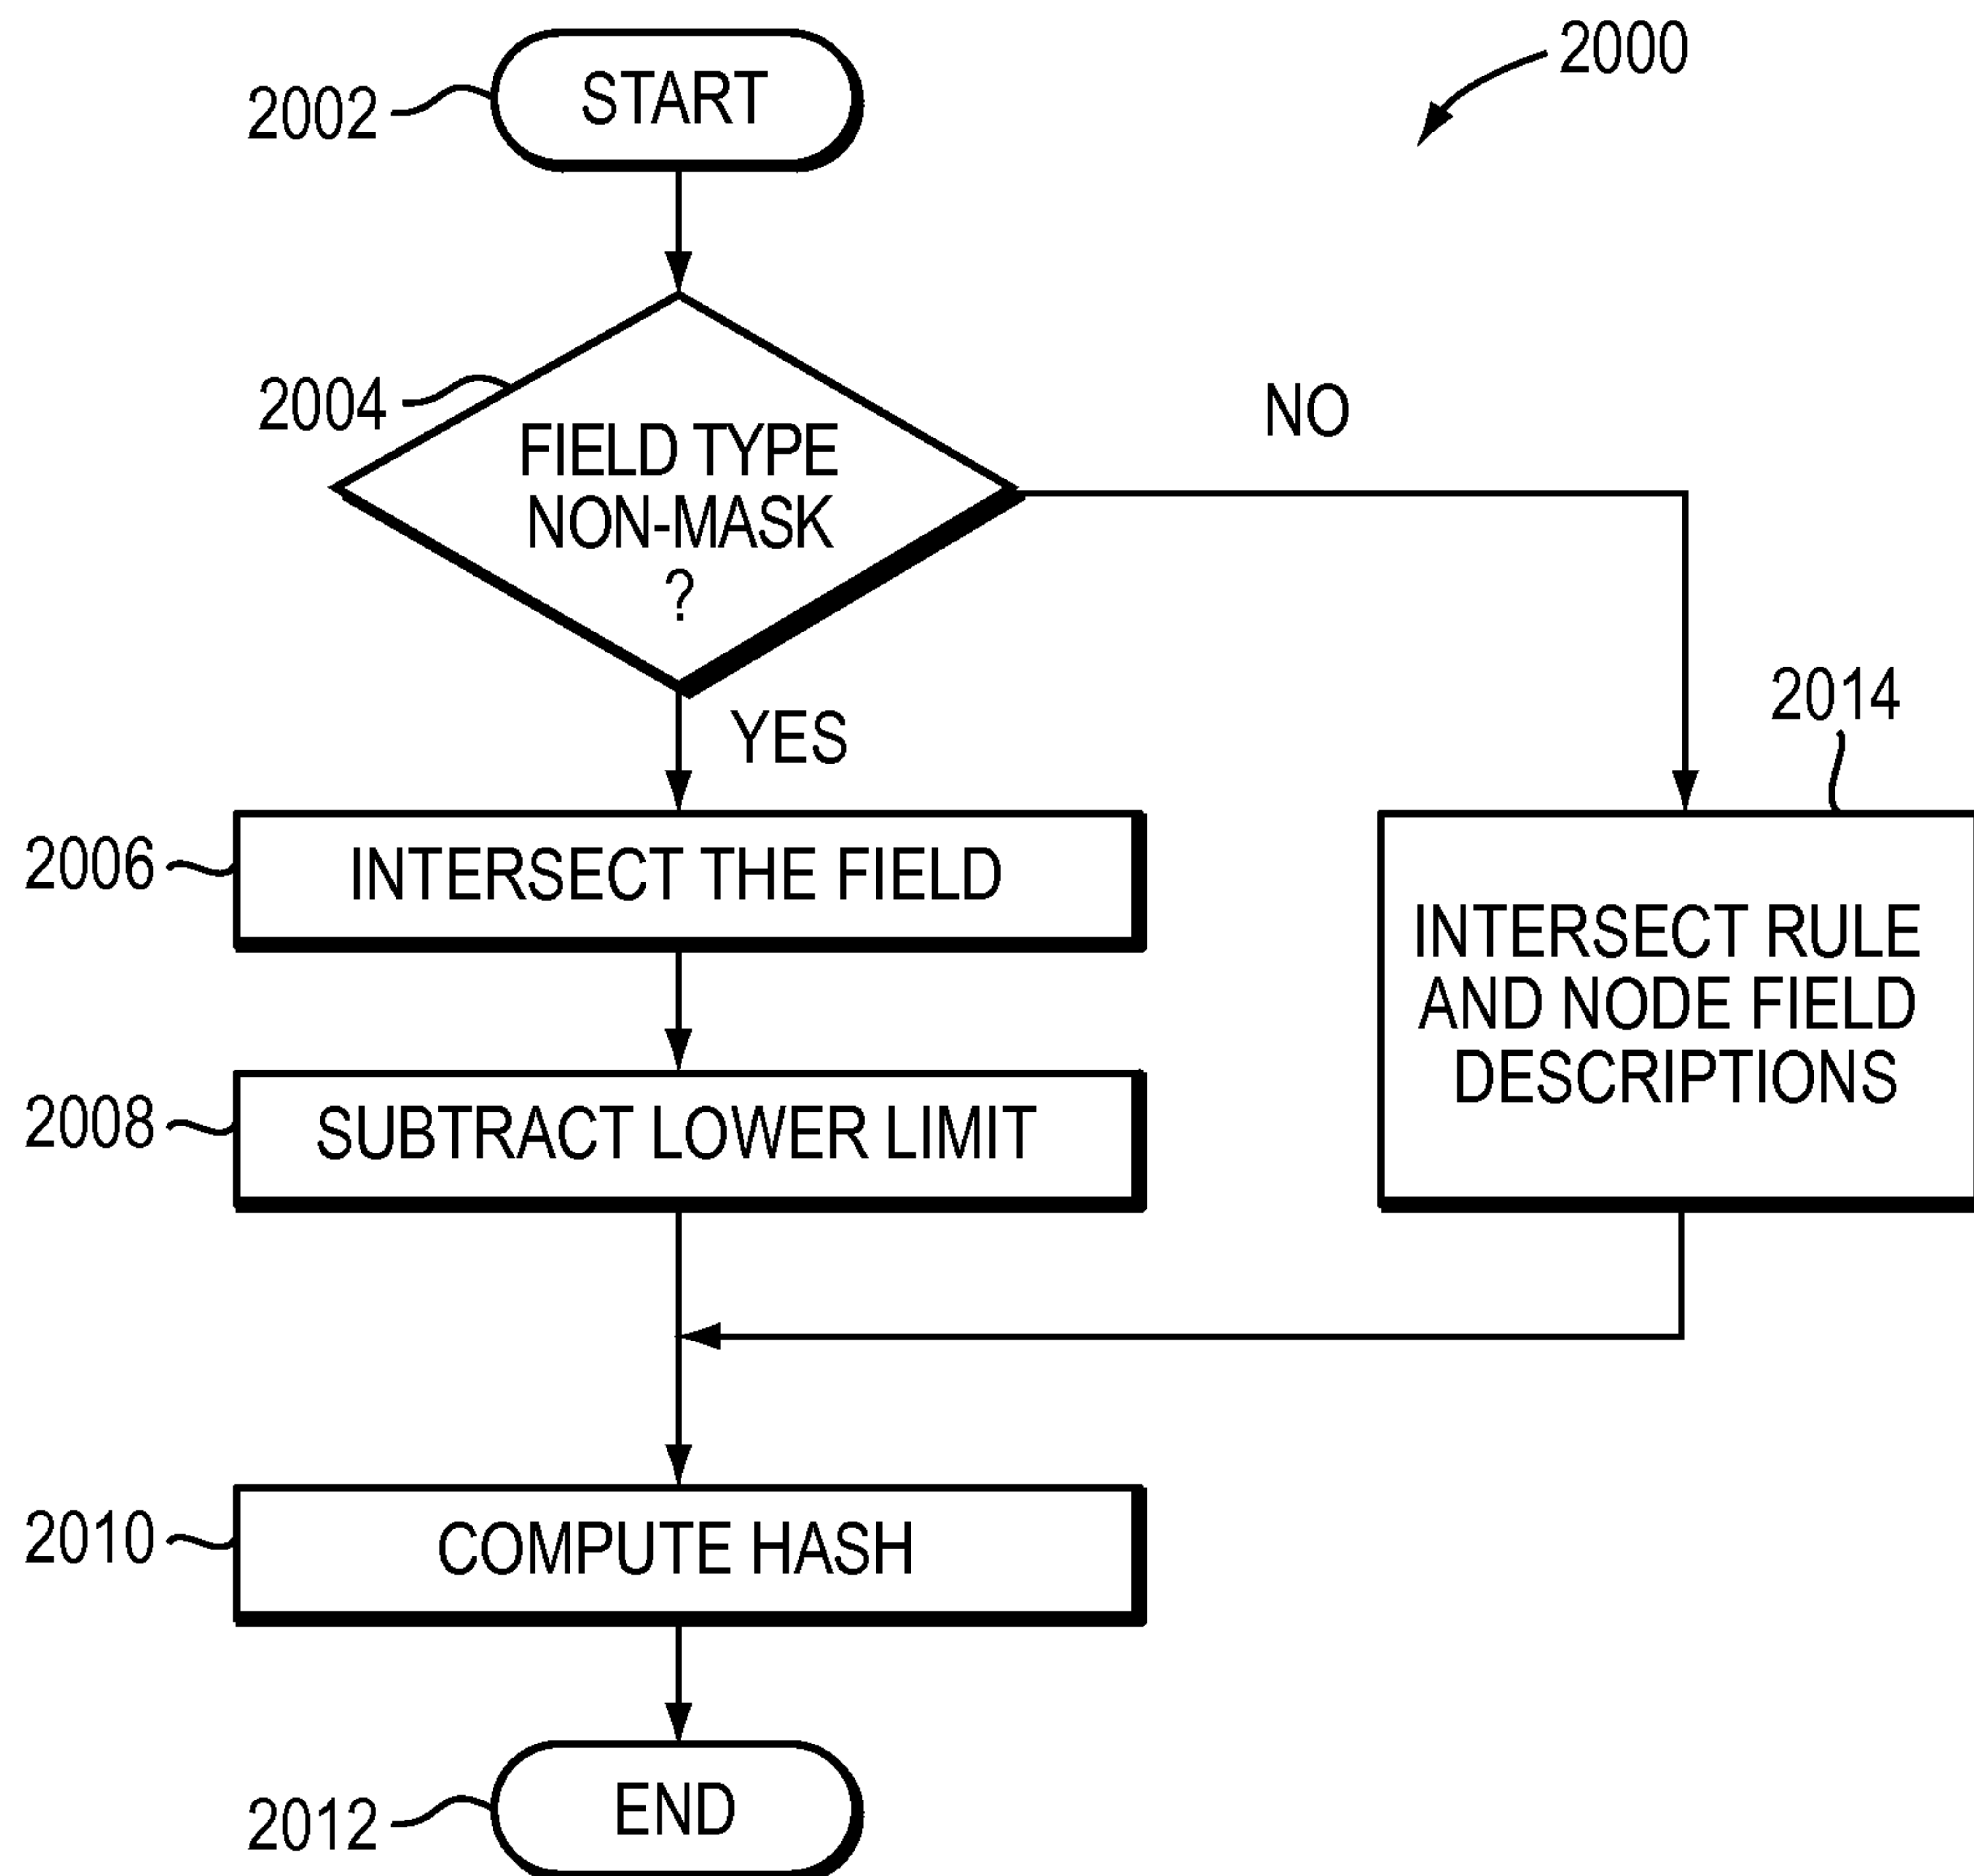 2000
2002
START
2004
FIELD TYPE
NON-MASK
?
NO
YES
2014
2006
INTERSECT THE FIELD
INTERSECT RULE
AND NODE FIELD
DESCRIPTIONS
2008
SUBTRACT LOWER LIMIT
2010
COMPUTE HASH
2012
END